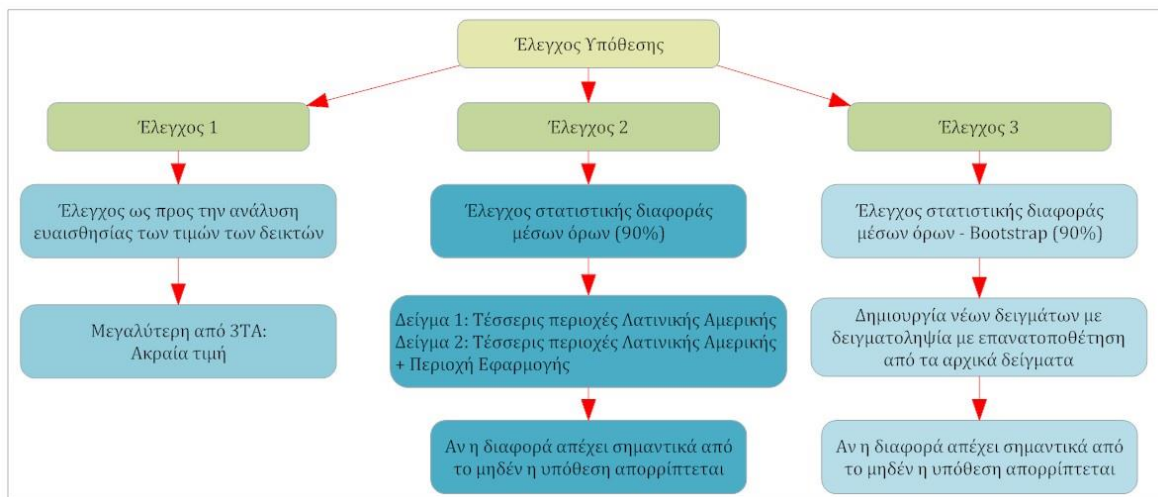 Έλεγχος Υπόθεσης
Έλεγχος 1
Έλεγχος ως προς την ανάλυση
ευαισθησίας των τιμών των δεικτών
Μεγαλύτερη από 3ΤΑ:
Ακραία τιμή
Έλεγχος 2
Έλεγχος στατιστικής διαφοράς
μέσων όρων (90%)
Δείγμα 1: Τέσσερις περιοχές Λατινικής Αμερικής
Δείγμα 2: Τέσσερις περιοχές Λατινικής Αμερικής
+ Περιοχή Εφαρμογής
Αν η διαφορά απέχει σημαντικά από
το μηδέν η υπόθεση απορρίπτεται
Έλεγχος 3
Έλεγχος στατιστικής διαφοράς
μέσων όρων - Bootstrap (90%)
Δημιουργία νέων δειγμάτων με
δειγματοληψία με επανατοποθέτηση
από τα αρχικά δείγματα
Αν η διαφορά απέχει σημαντικά από
το μηδέν η υπόθεση απορρίπτεται